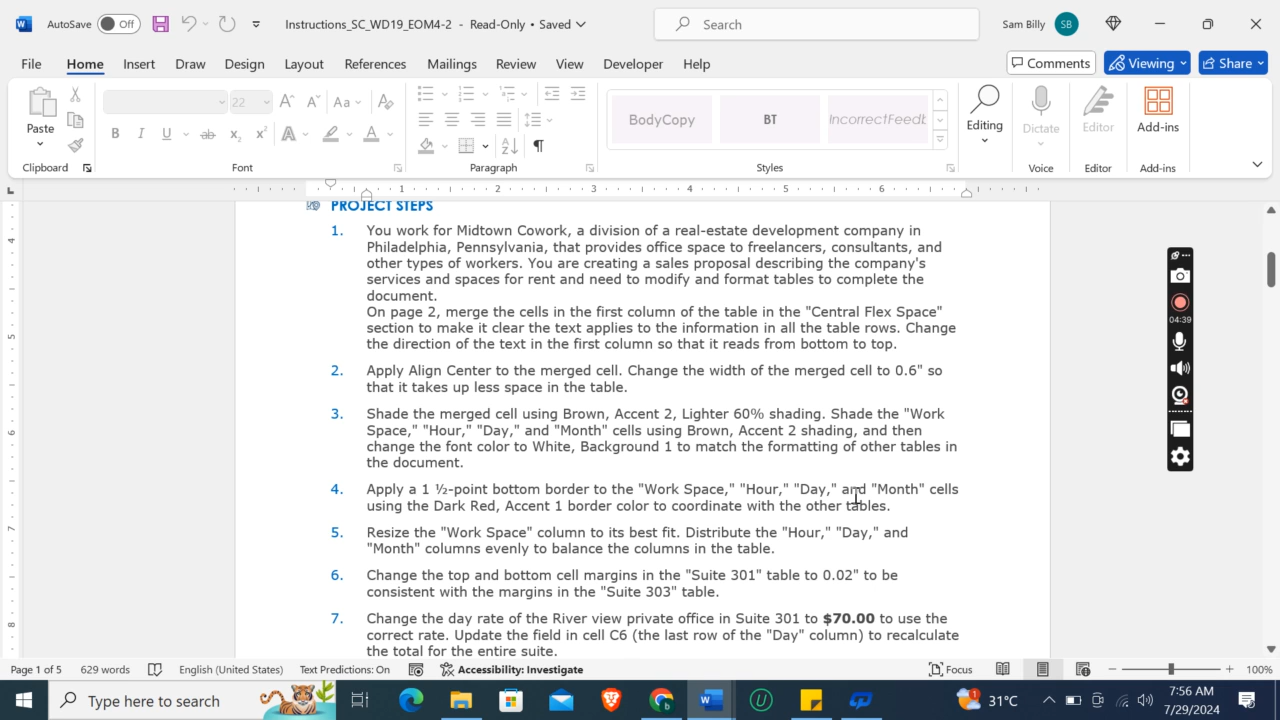 AutoSave Off Instructions_SC_WD19_EOM4-2 - Read-Only • Saved Search Sam Billy SB
File Home Insert Draw Design Layout References Mailings Review View Developer Help Comments Viewing Share
22 Aa
Paste BodyCopy BT IncorrectFeedb Editing Dictate Editor Add-ins
Clipboard Font Paragraph Styles Voice Editor Add-ins
1 2 3 4 5 6
PROJECT STEPS
1. You work for Midtown Cowork, a division of a real-estate development company in
Philadelphia, Pennsylvania, that provides office space to freelancers, consultants, and
other types of workers. You are creating a sales proposal describing the company's
services and spaces for rent and need to modify and format tables to complete the
document.
On page 2, merge the cells in the first column of the table in the "Central Flex Space"
section to make it clear the text applies to the information in all the table rows. Change
the direction of the text in the first column so that it reads from bottom to top.
2. Apply Align Center to the merged cell. Change the width of the merged cell to 0.6" so
that it takes up less space in the table.
3. Shade the merged cell using Brown, Accent 2, Lighter 60% shading. Shade the "Work
Space," "Hour," "Day," and "Month" cells using Brown, Accent 2 shading, and then
change the font color to White, Background 1 to match the formatting of other tables in
the document.
4. Apply a 1 ½-point bottom border to the "Work Space," "Hour," "Day," and "Month" cells
using the Dark Red, Accent 1 border color to coordinate with the other tables.
5. Resize the "Work Space" column to its best fit. Distribute the "Hour," "Day," and
"Month" columns evenly to balance the columns in the table.
6. Change the top and bottom cell margins in the "Suite 301" table to 0.02" to be
consistent with the margins in the "Suite 303" table.
7. Change the day rate of the River view private office in Suite 301 to $70.00 to use the
correct rate. Update the field in cell C6 (the last row of the "Day" column) to recalculate
the total for the entire suite.
04:39
4
5
6
7
8
Page 1 of 5 629 words English (United States) Text Predictions: On Accessibility: Investigate Focus 100%
Type here to search 1 31°C 7:56 AM
7/29/2024